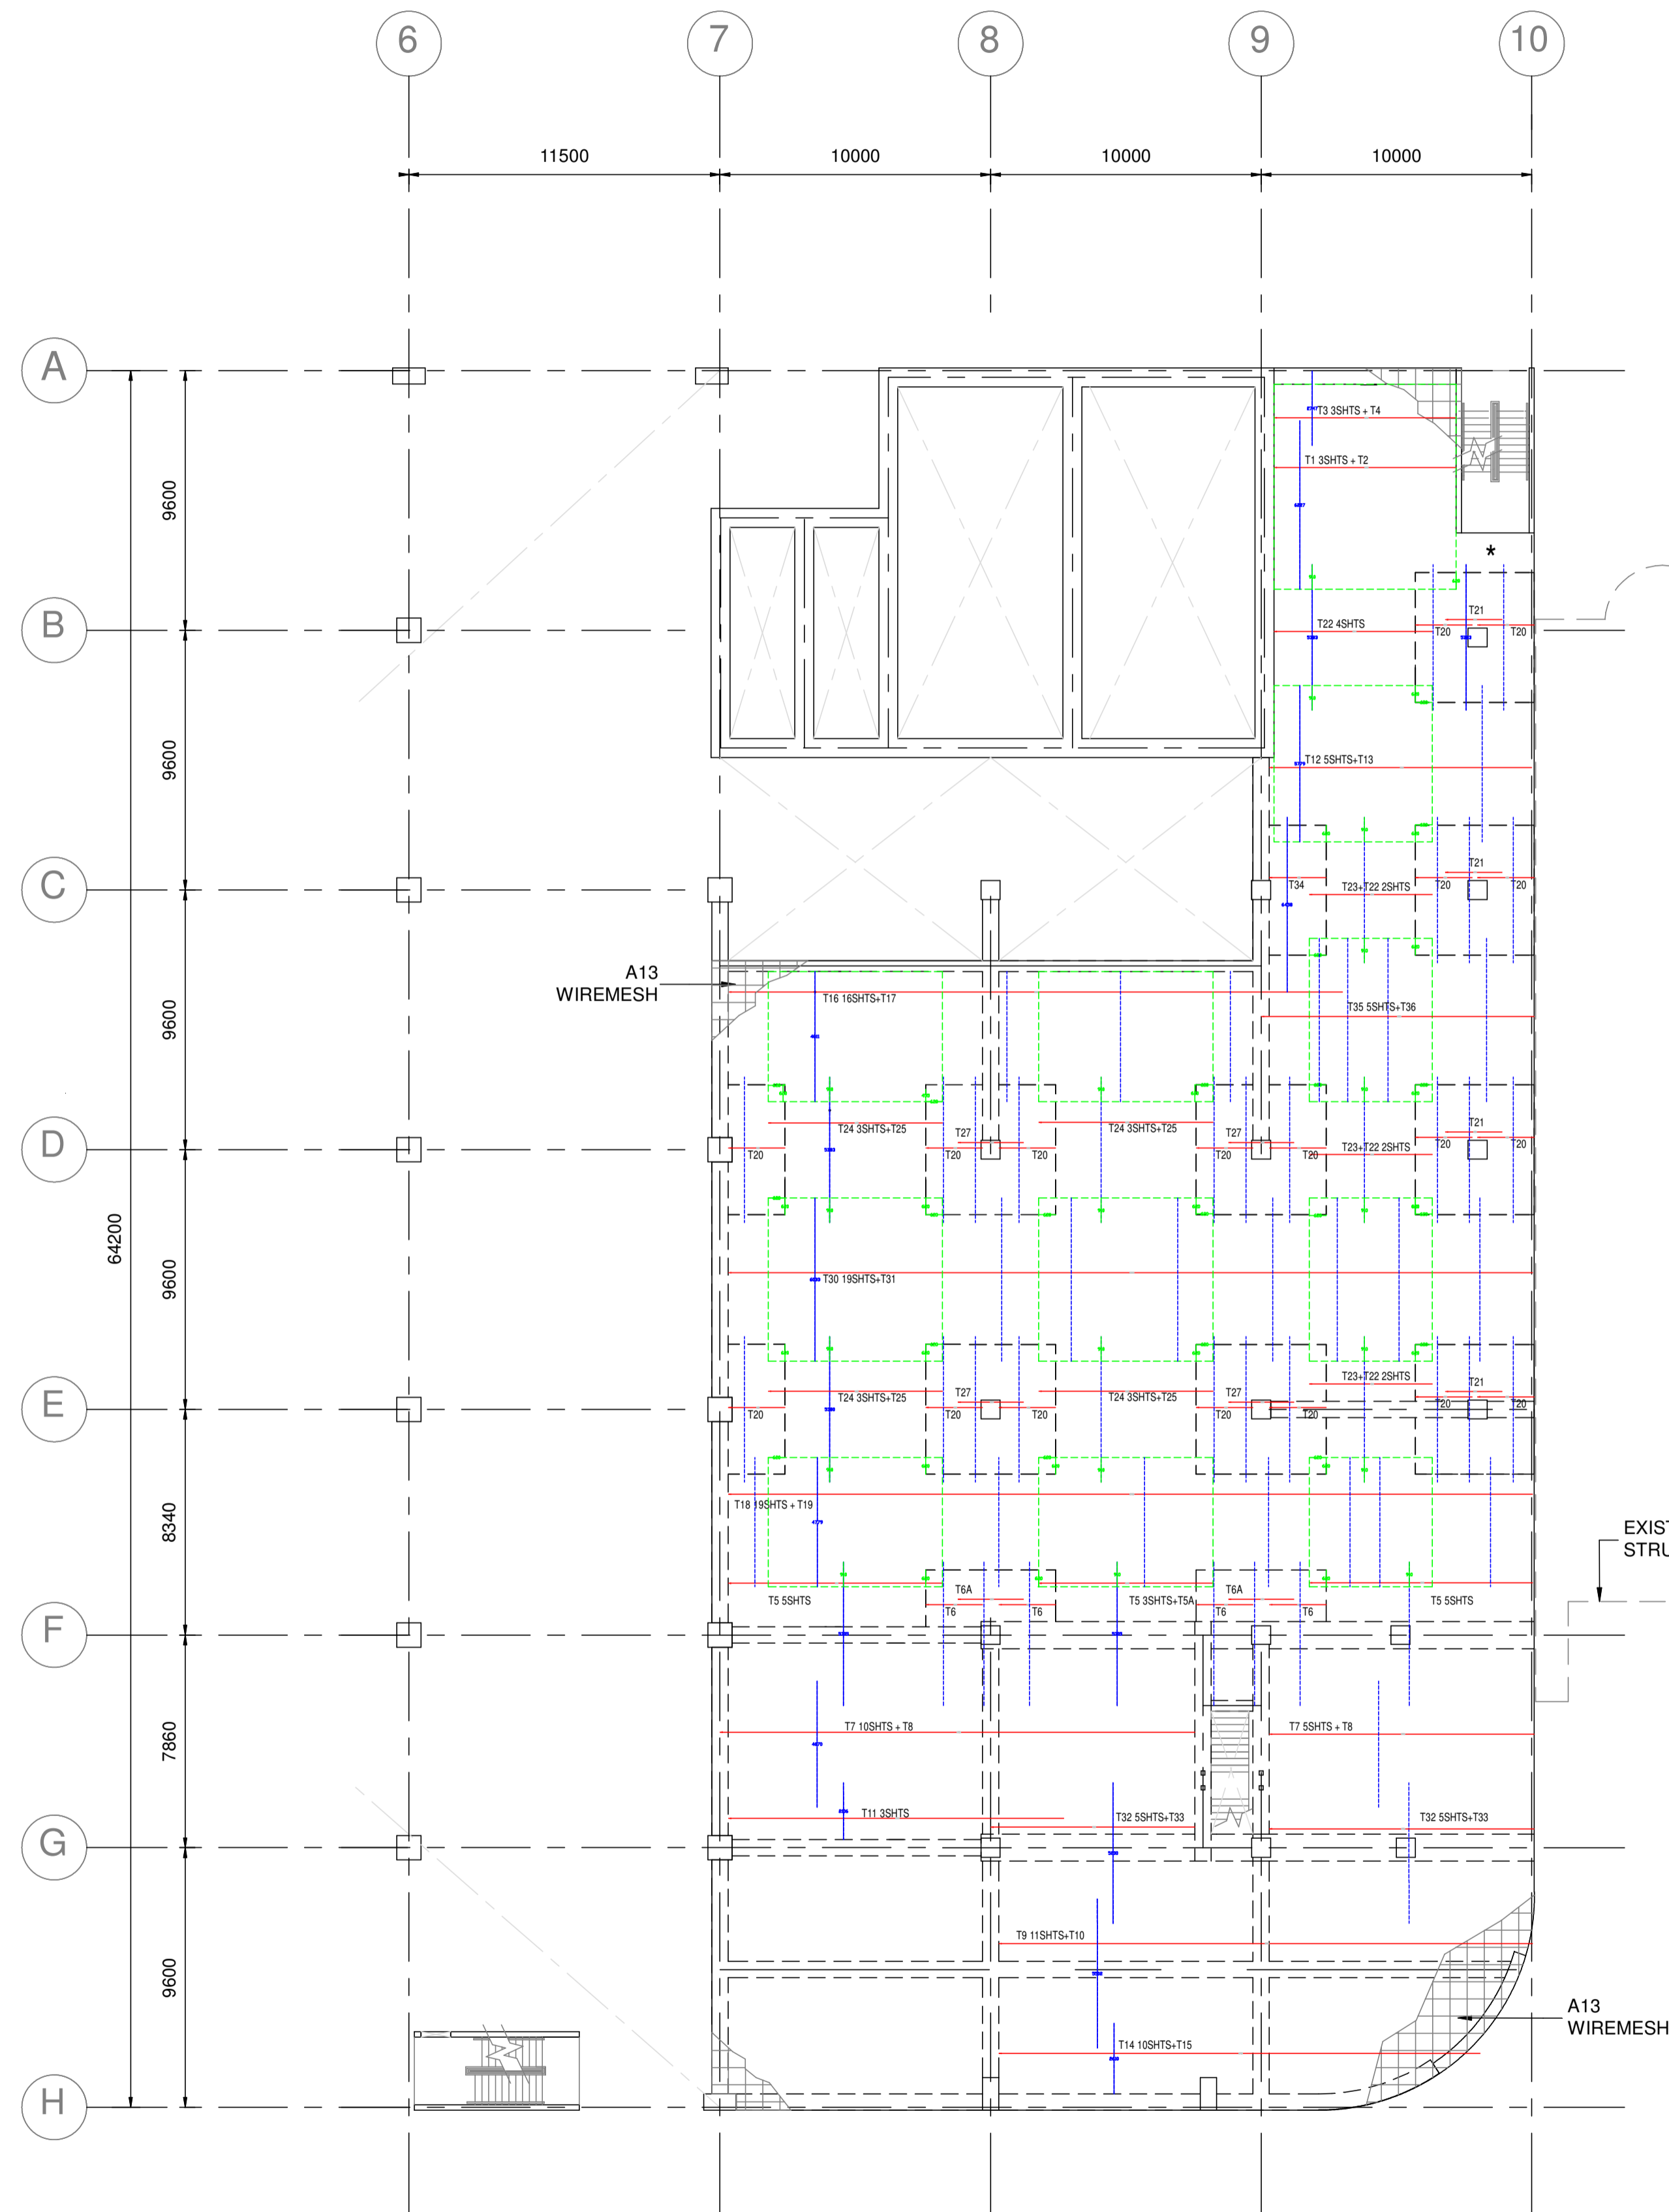 6
7
8
9
10
11500
10000
10000
10000
A
T3 3SHTS + T4
T1 3SHTS + T2
9600
*
B
T21
T22 4SHTS
T20
T20
9600
T12 5SHTS+T13
C
T21
T34
T23+T22 2SHTS
T20
T20
A13
WIREMESH
T16 16SHTS+T17
T35 5SHTS+T36
9600
D
T24 3SHTS+T25
T27
T24 3SHTS+T25
T27
T21
T20
T20
T20
T20
T20
T23+T22 2SHTS
T20
T20
64200
9600
T30 19SHTS+T31
E
T23+T22 2SHTS
T24 3SHTS+T25
T27
T24 3SHTS+T25
T27
T21
T20
T20
T20
T20
T20
T20
T20
8340
T18 19SHTS + T19
EXIST
STRU
T5 5SHTS
T6A
T5 3SHTS+T5A
T6A
T5 5SHTS
T6
T6
T6
T6
F
7860
T7 10SHTS + T8
T7 5SHTS + T8
T11 3SHTS
T32 5SHTS+T33
T32 5SHTS+T33
G
9600
T9 11SHTS+T10
A13
WIREMESH
T14 10SHTS+T15
H